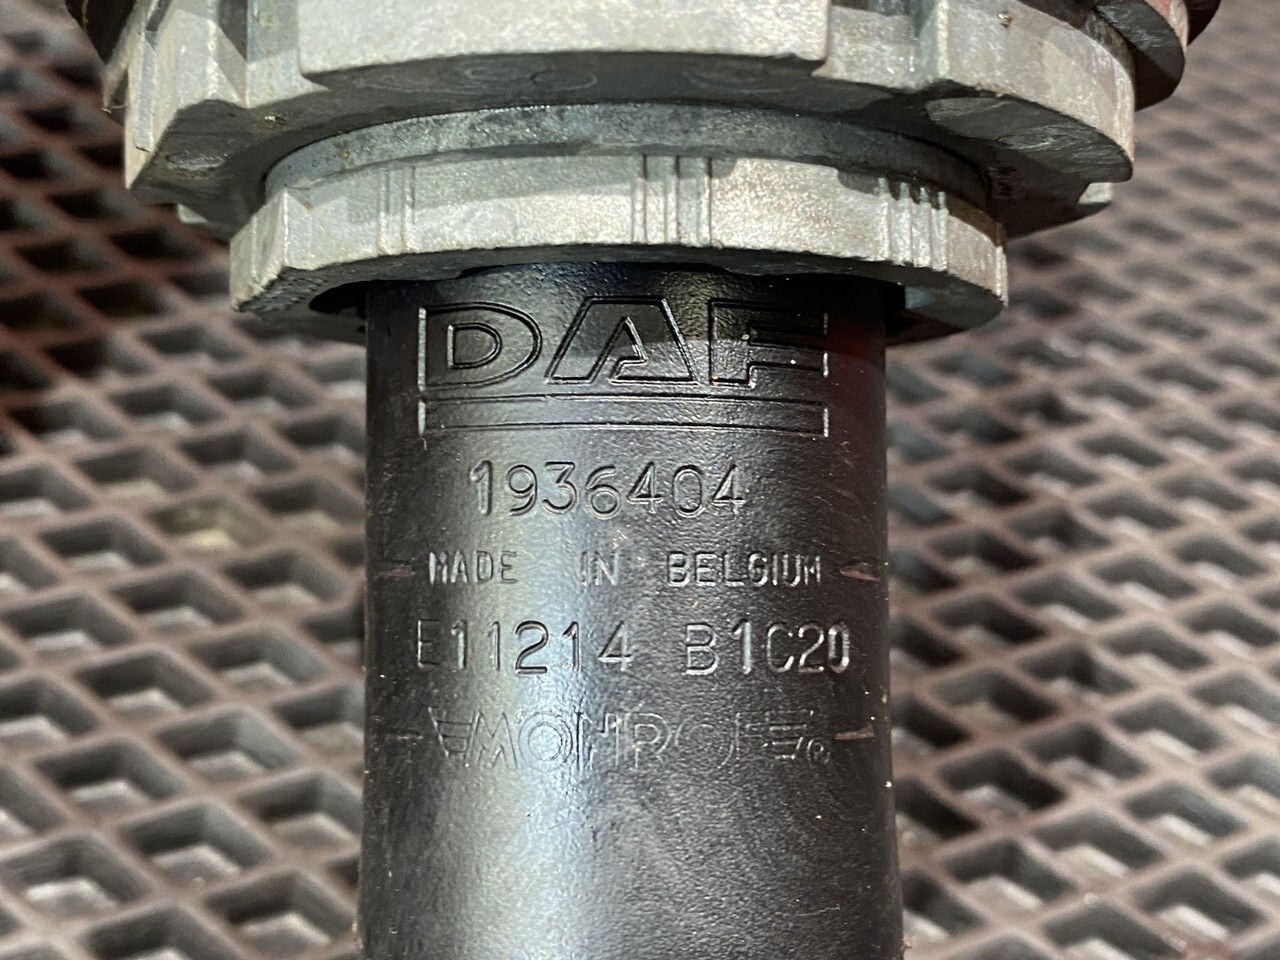 DAF
1936404
MADE IN BELGIUM
E11214 B1C20
MONROE®